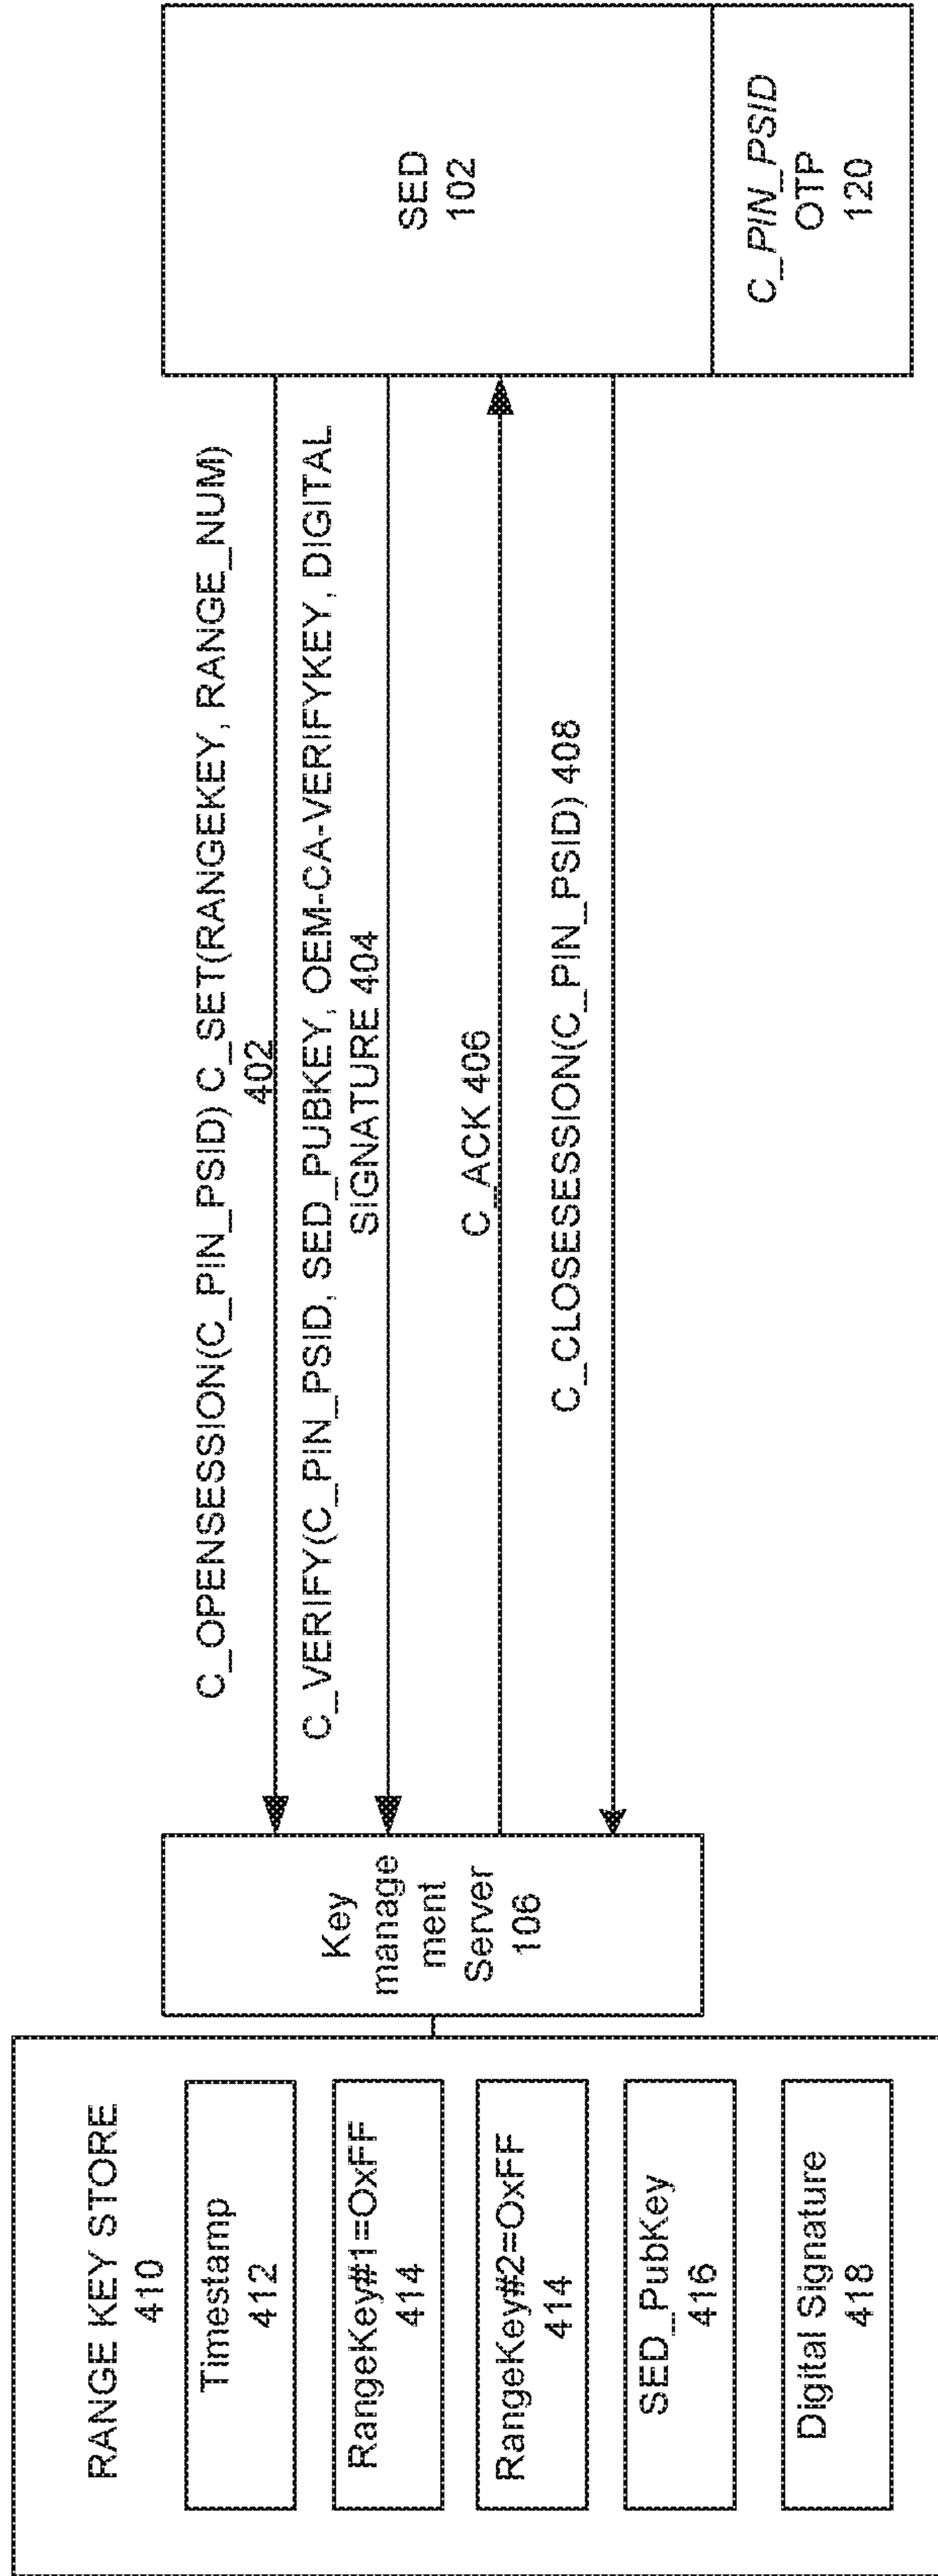 RANGE KEY STORE
410
Timestamp
412
RangeKey#1=OxFF
414
RangeKey#2=OxFF
414
SED_PubKey
416
Digital Signature
418
Key
manage
ment
Server
106
C_OPENSESSION(C_PIN_PSID) C_SET(RANGEKEY, RANGE_NUM)
402
C_VERIFY(C_PIN_PSID, SED_PUBKEY, OEM-CA-VERIFYKEY, DIGITAL
SIGNATURE 404
C_ACK 406
C_CLOSESESSION(C_PIN_PSID) 408
SED
102
C_PIN_PSID
OTP
120